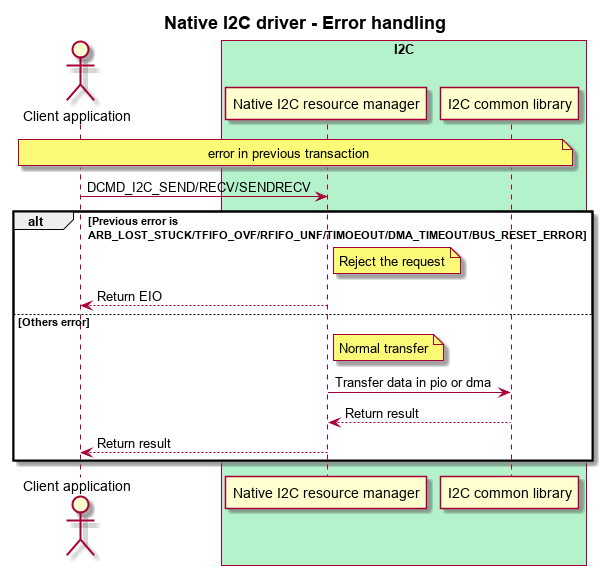 Native I2C driver - Error handling
I2C
Client application
Native I2C resource manager
I2C common library
error in previous transaction
DCMD_I2C_SEND/RECV/SENDRECV
alt
[Previous error is
ARB_LOST_STUCK/TFIFO_OVF/RFIFO_UNF/TIMOEOUT/DMA_TIMEOUT/BUS_RESET_ERROR]
Reject the request
Return EIO
[Others error]
Normal transfer
Transfer data in pio or dma
Return result
Return result
Client application
Native I2C resource manager
I2C common library